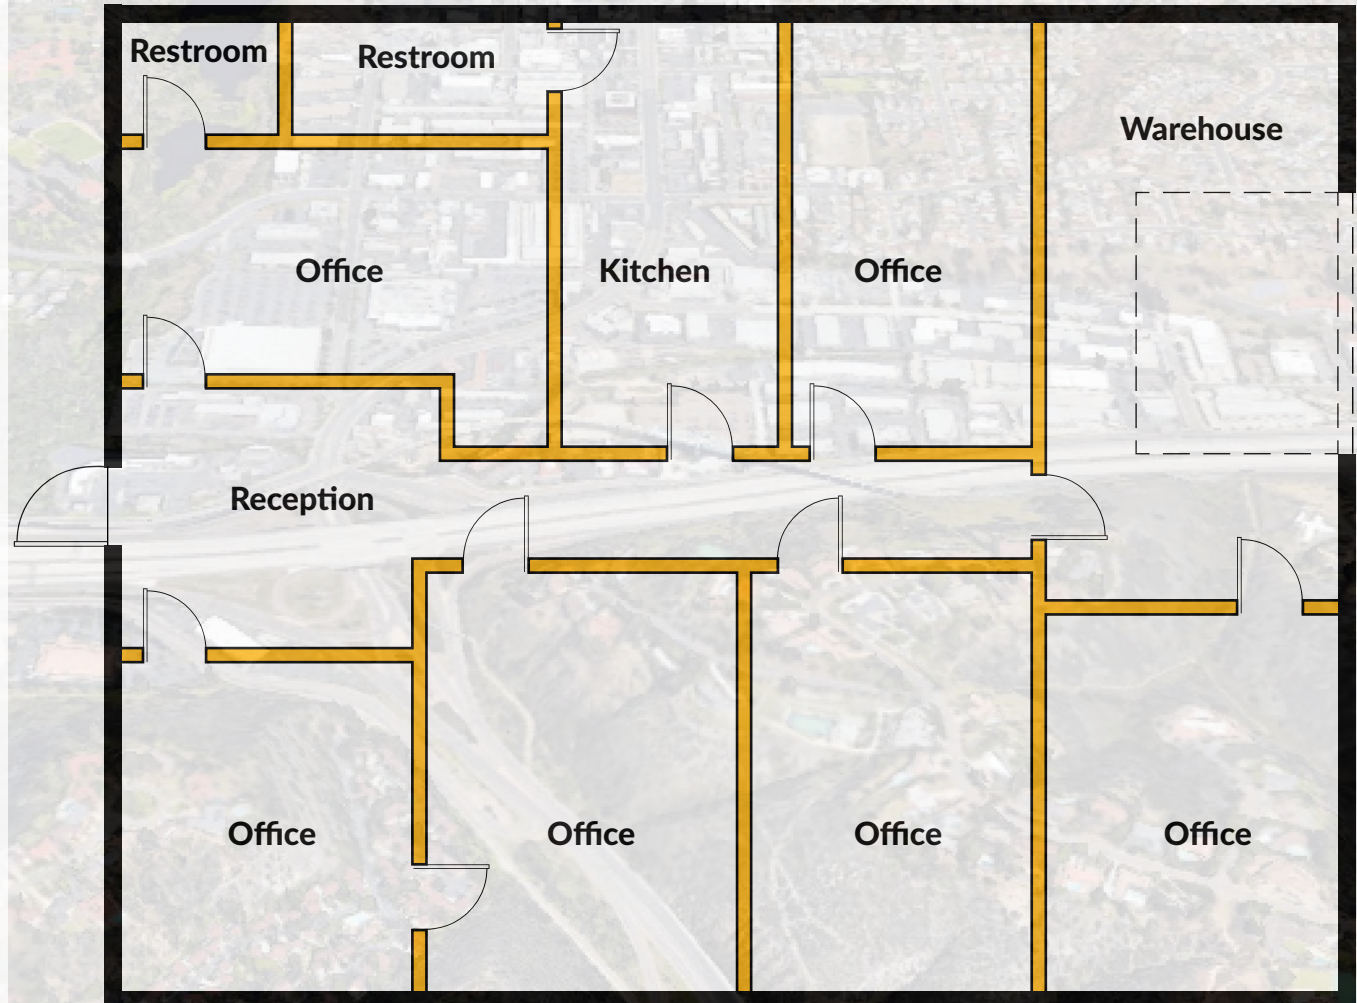 Restroom
Restroom
Warehouse
Office
Kitchen
Office
Reception
Office
Office
Office
Office